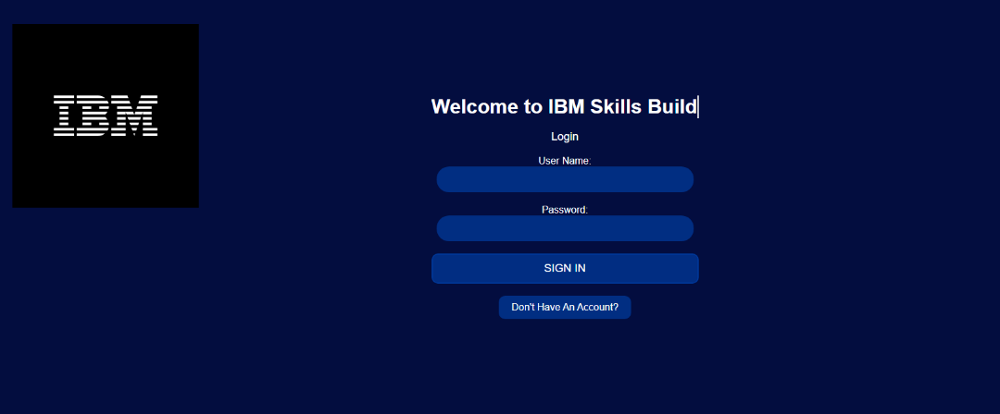 IBM
Welcome to IBM Skills Build
Login
User Name:
Password:
SIGN IN
Don't Have An Account?